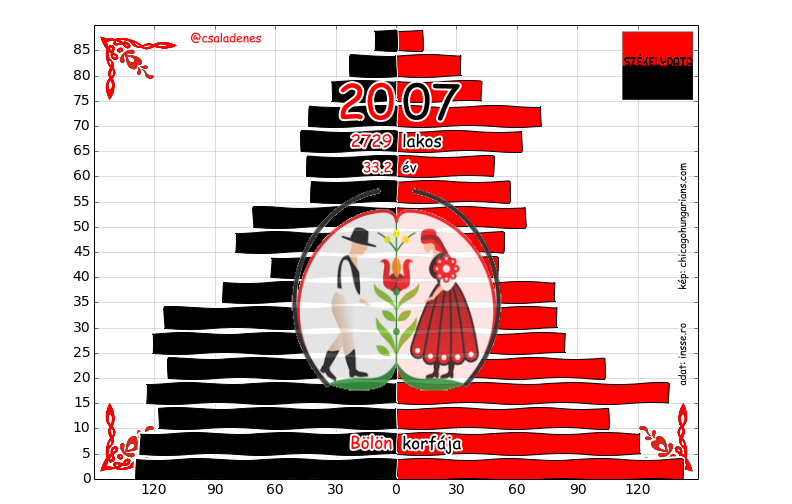 @csaladenes
SZÉKELYDATA
2007
2729 lakos
33.2 év
kép: chicagohungarians.com
adat: insse.ro
Bölön korfája
85
80
75
70
65
60
55
50
45
40
35
30
25
20
15
10
5
0
120 90 60 30 0 30 60 90 120